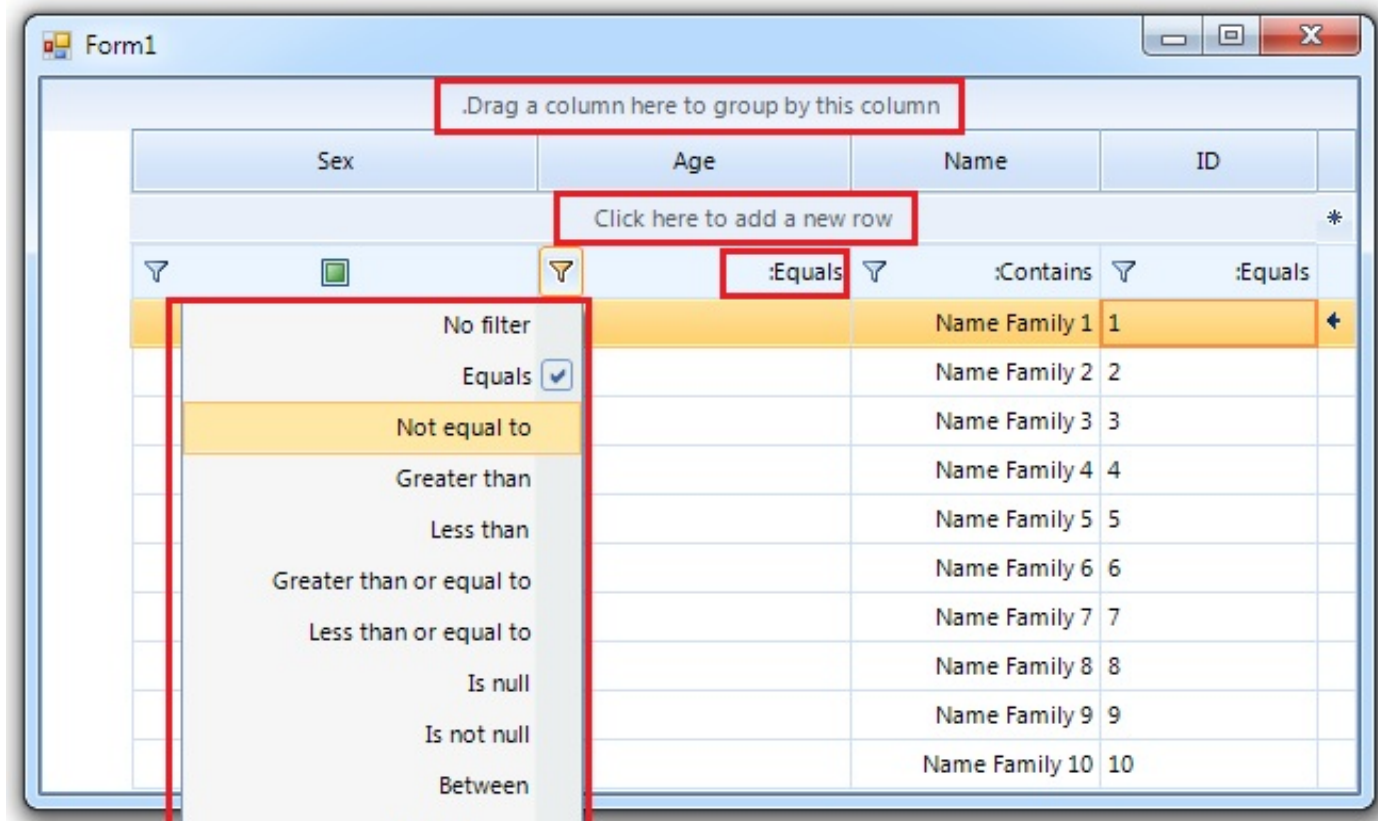 Form1
.Drag a column here to group by this column
Sex Age Name ID
Click here to add a new row
:Equals :Contains :Equals
Name Family 1 1
Name Family 2 2
Name Family 3 3
Name Family 4 4
Name Family 5 5
Name Family 6 6
Name Family 7 7
Name Family 8 8
Name Family 9 9
Name Family 10 10
No filter
Equals
Not equal to
Greater than
Less than
Greater than or equal to
Less than or equal to
Is null
Is not null
Between